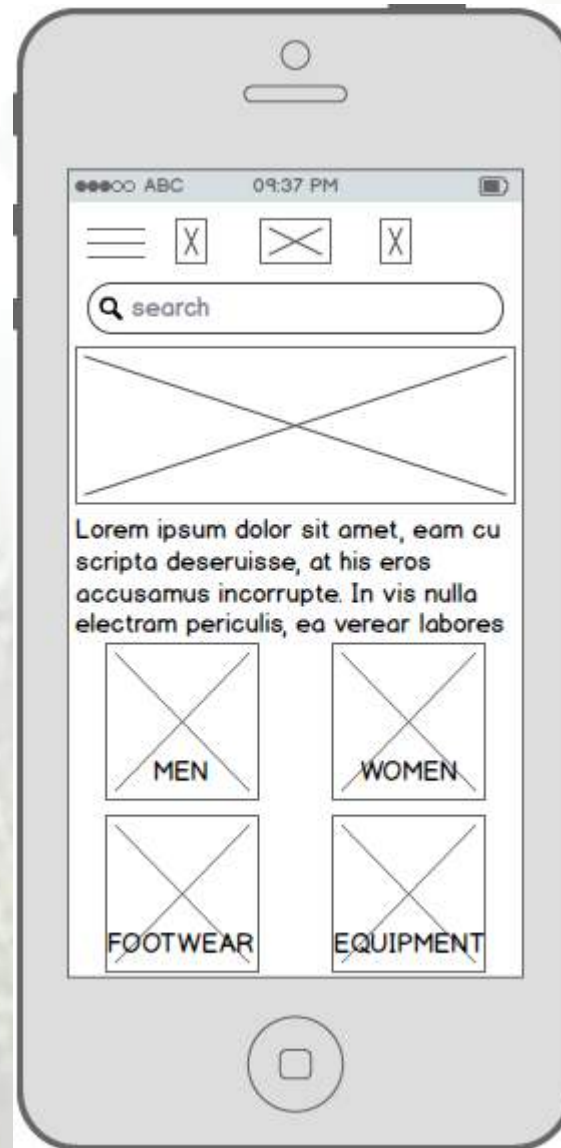 ABC 09:37 PM
search
Lorem ipsum dolor sit amet, eam cu
scripta deseruisse, at his eros
accusamus incorrupte. In vis nulla
electram periculis, ea verear labores
MEN WOMEN
FOOTWEAR EQUIPMENT